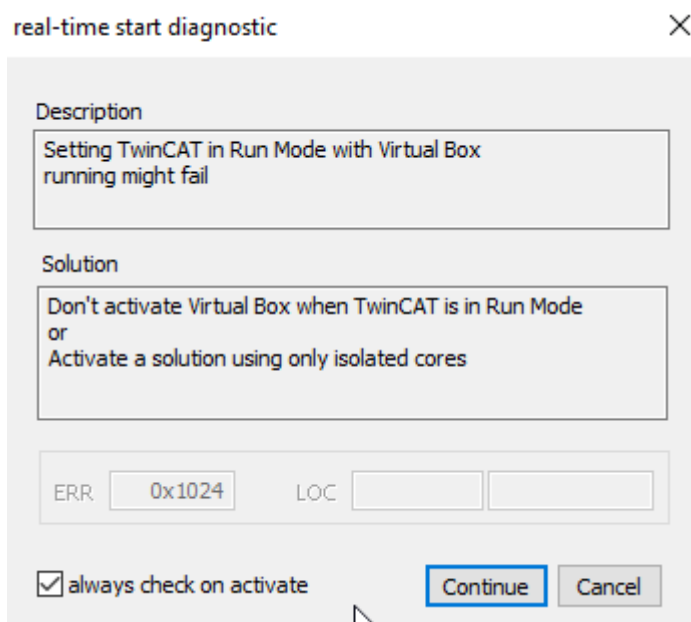 real-time start diagnostic
Description
Setting TwinCAT in Run Mode with Virtual Box
running might fail
Solution
Don't activate Virtual Box when TwinCAT is in Run Mode
or
Activate a solution using only isolated cores
ERR 0x1024 LOC
always check on activate Continue Cancel